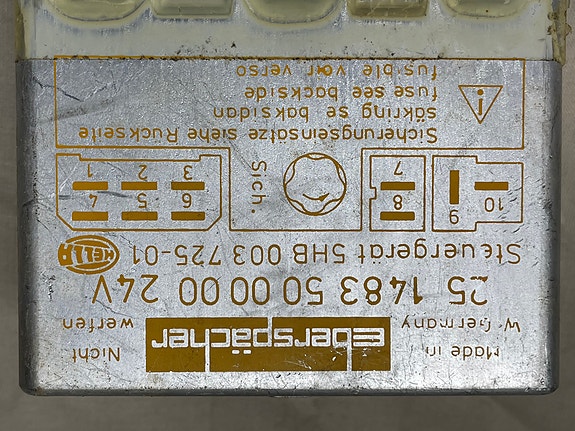 Made in
W.Germany
Eberspächer
Nicht
werfen
25 1483 50 00 00 24V
Steuergerät 5HB 003 725-01
HELLA
10 9
8
7
Sich.
6 5 4
3 2 1
Sicherungseinsätze siehe Rückseite
säkring se baksidan
fuse see backside
fusible voir verso